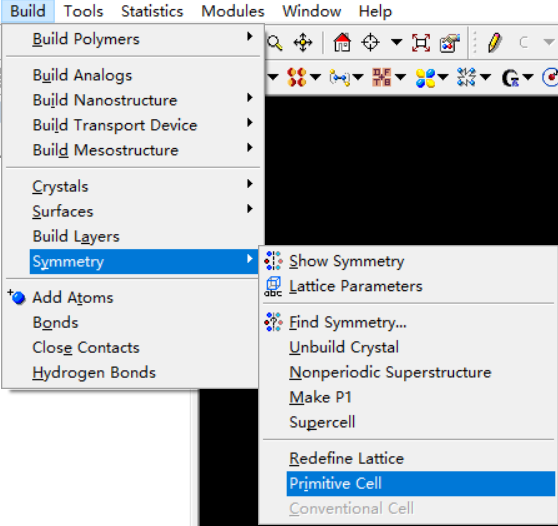 Build Tools Statistics Modules Window Help
Build Polymers
Build Analogs
Build Nanostructure
Build Transport Device
Build Mesostructure
Crystals
Surfaces
Build Layers
Symmetry
Add Atoms
Bonds
Close Contacts
Hydrogen Bonds
Show Symmetry
Lattice Parameters
Find Symmetry...
Unbuild Crystal
Nonperiodic Superstructure
Make P1
Supercell
Redefine Lattice
Primitive Cell
Conventional Cell